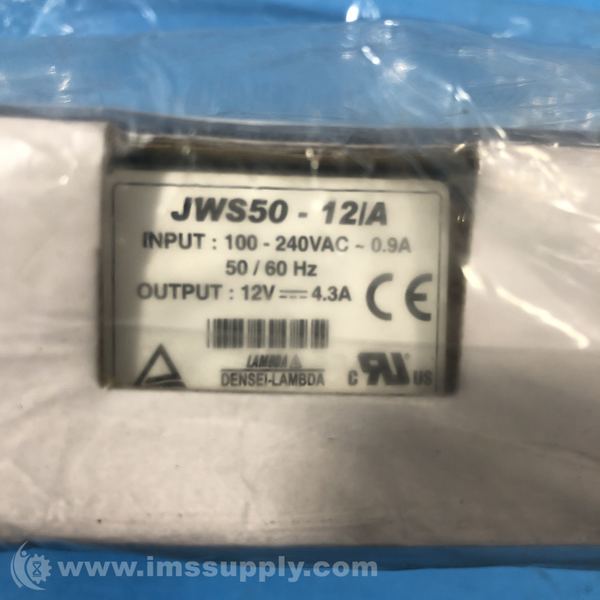 JWS50 - 12/A
INPUT : 100 - 240VAC ~ 0.9A
50 / 60 Hz
OUTPUT : 12V ⎓ 4.3A
CE
LAMBDA
DENSEI-LAMBDA
C RU US
www.imssupply.com